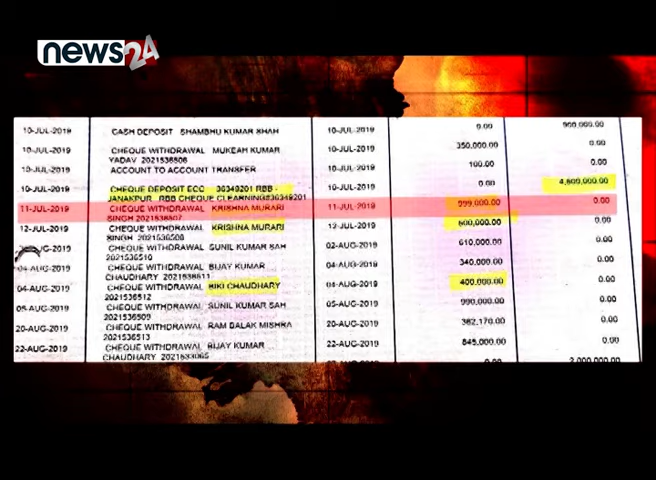 news24
10-JUL-2019 CASH DEPOSIT SHAMBHU KUMAR SHAH 10-JUL-2019 0.00 900,000.00
10-JUL-2019 CHEQUE WITHDRAWAL MUKEAH KUMAR 10-JUL-2019 350,000.00 0.00
YADAV 2021536506
10-JUL-2019 ACCOUNT TO ACCOUNT TRANSFER 10-JUL-2019 100.00 0.00
10-JUL-2019 CHEQUE DEPOSIT ECC 36349201 RBB - 10-JUL-2019 0.00
JANAKPUR RBB CHEQUE CLEARNING#36349201
11-JUL-2019 CHEQUE WITHDRAWAL KRISHNA MURARI 11-JUL-2019 999,000.00 0.00
SINGH 2021536507
12-JUL-2019 CHEQUE WITHDRAWAL KRISHNA MURARI 12-JUL-2019 600,000.00 0.00
SINGH 2021536508
AUG-2019 CHEQUE WITHDRAWAL SUNIL KUMAR SAH 02-AUG-2019 610,000.00 0.00
2021536510
04-AUG-2019 CHEQUE WITHDRAWAL BIJAY KUMAR 04-AUG-2019 340,000.00 0.00
CHAUDHARY 2021536511
04-AUG-2019 CHEQUE WITHDRAWAL BIKI CHAUDHARY 04-AUG-2019 400,000.00 0.00
2021536512
05-AUG-2019 CHEQUE WITHDRAWAL SUNIL KUMAR SAH 05-AUG-2019 990,000.00 0.00
2021536509
20-AUG-2019 CHEQUE WITHDRAWAL RAM BALAK MISHRA 20-AUG-2019 382,170.00 0.00
2021536513
22-AUG-2019 CHEQUE WITHDRAWAL BIJAY KUMAR 22-AUG-2019 845,000.00 0.00
CHAUDHARY
0.00 2,000,000.00